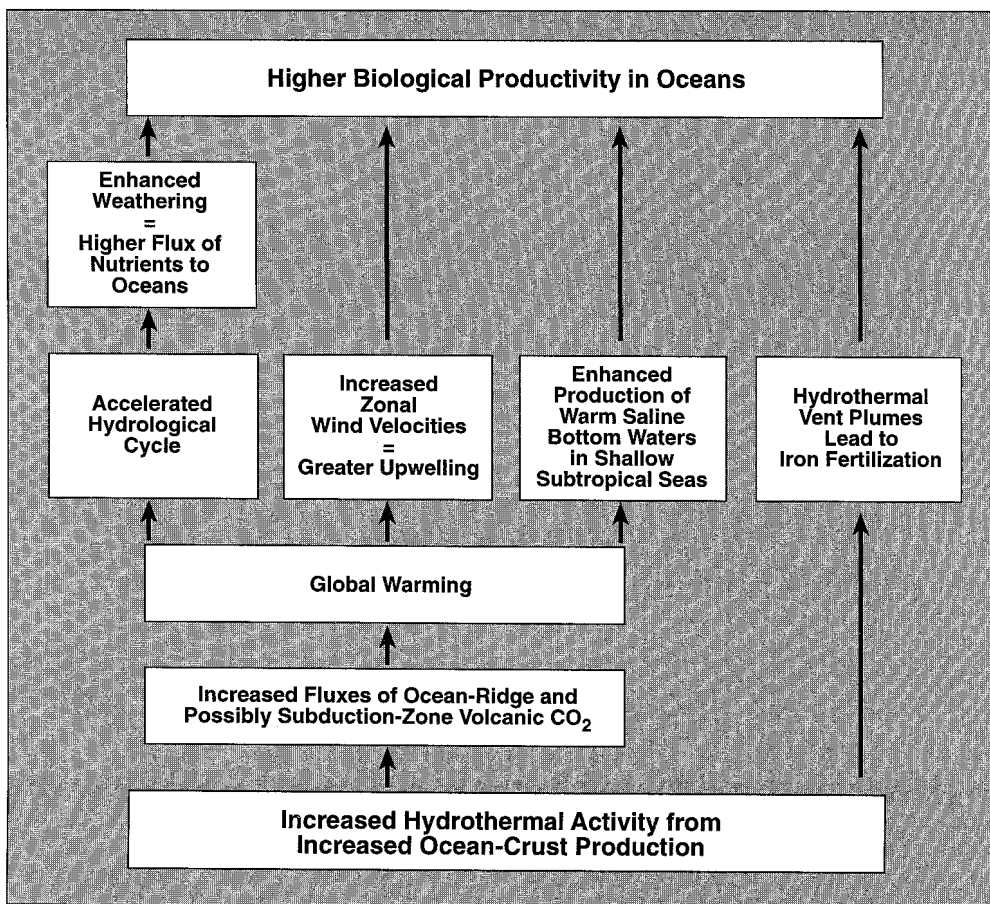 Higher Biological Productivity in Oceans
Enhanced
Weathering
=
Higher Flux of
Nutrients to
Oceans
Accelerated
Hydrological
Cycle
Increased
Zonal
Wind Velocities
=
Greater Upwelling
Enhanced
Production of
Warm Saline
Bottom Waters
in Shallow
Subtropical Seas
Hydrothermal
Vent Plumes
Lead to
Iron Fertilization
Global Warming
Increased Fluxes of Ocean-Ridge and
Possibly Subduction-Zone Volcanic CO₂
Increased Hydrothermal Activity from
Increased Ocean-Crust Production